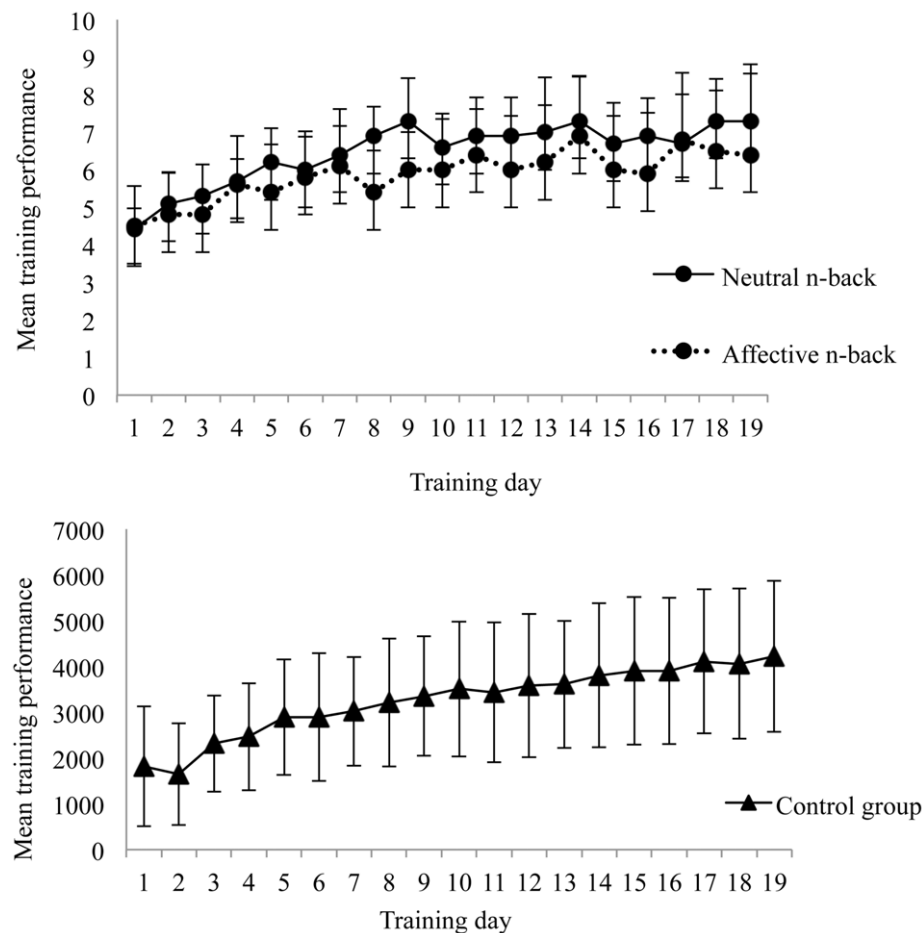 10
9
8
7
6
5
4
3
2
1
0
Mean training performance
Neutral n-back
Affective n-back
1 2 3 4 5 6 7 8 9 10 11 12 13 14 15 16 17 18 19
Training day
7000
6000
5000
4000
3000
2000
1000
0
Mean training performance
Control group
1 2 3 4 5 6 7 8 9 10 11 12 13 14 15 16 17 18 19
Training day